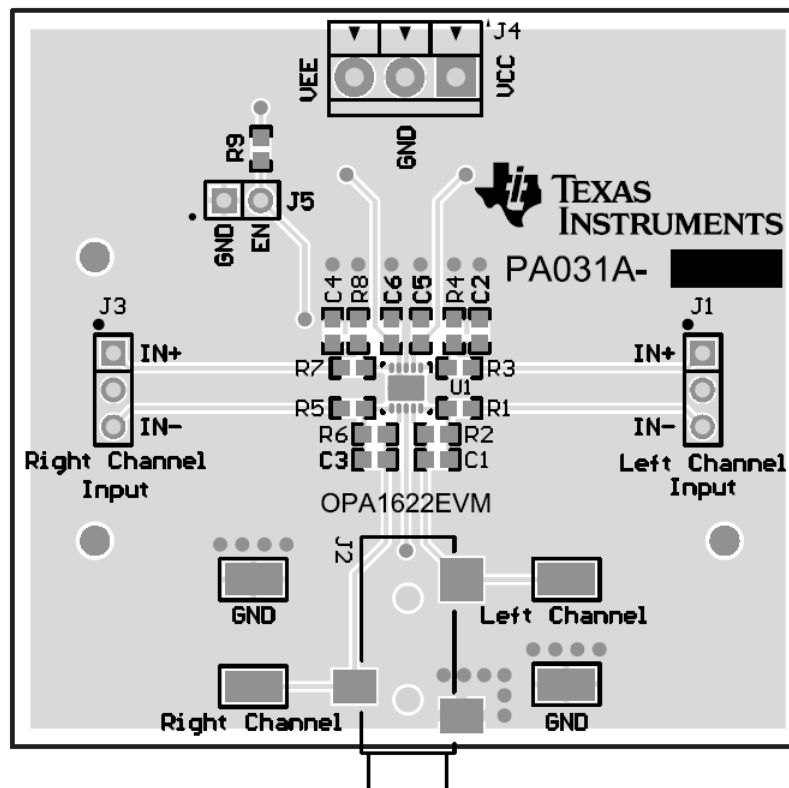 J4
VEE
GND
VCC
R9
J5
GND
EN
TEXAS
INSTRUMENTS
PA031A-
C4
R8
C6
C5
R4
C2
J3
J1
IN+
IN+
R7
R3
U1
R5
R1
IN-
IN-
R6
R2
Right Channel
Input
C3
C1
Left Channel
Input
OPA1622EVM
J2
GND
Left Channel
Right Channel
GND